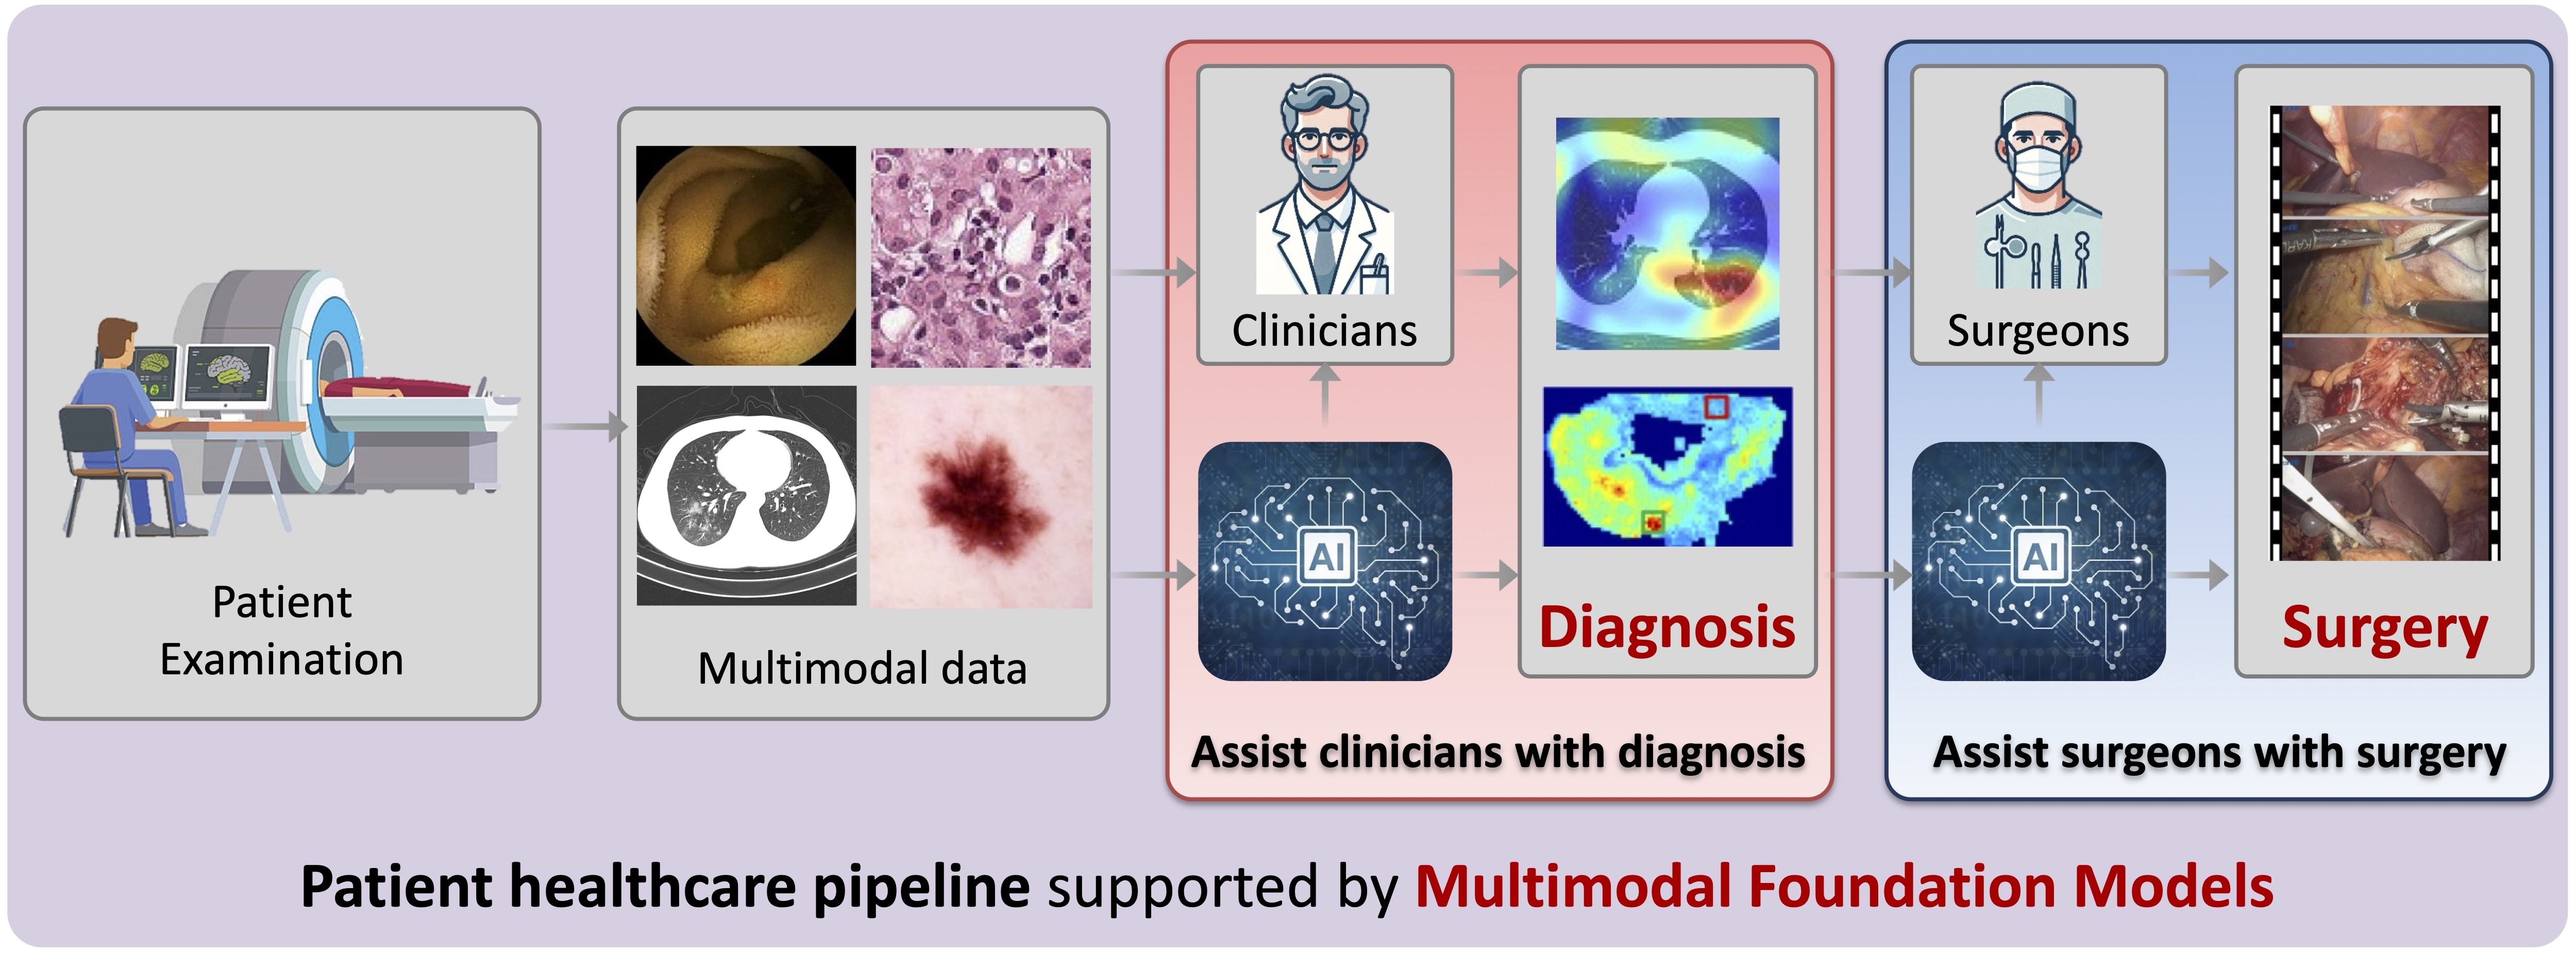 Patient
Examination
Multimodal data
Clinicians
AI
Diagnosis
Assist clinicians with diagnosis
Surgeons
AI
Surgery
Assist surgeons with surgery
Patient healthcare pipeline supported by Multimodal Foundation Models